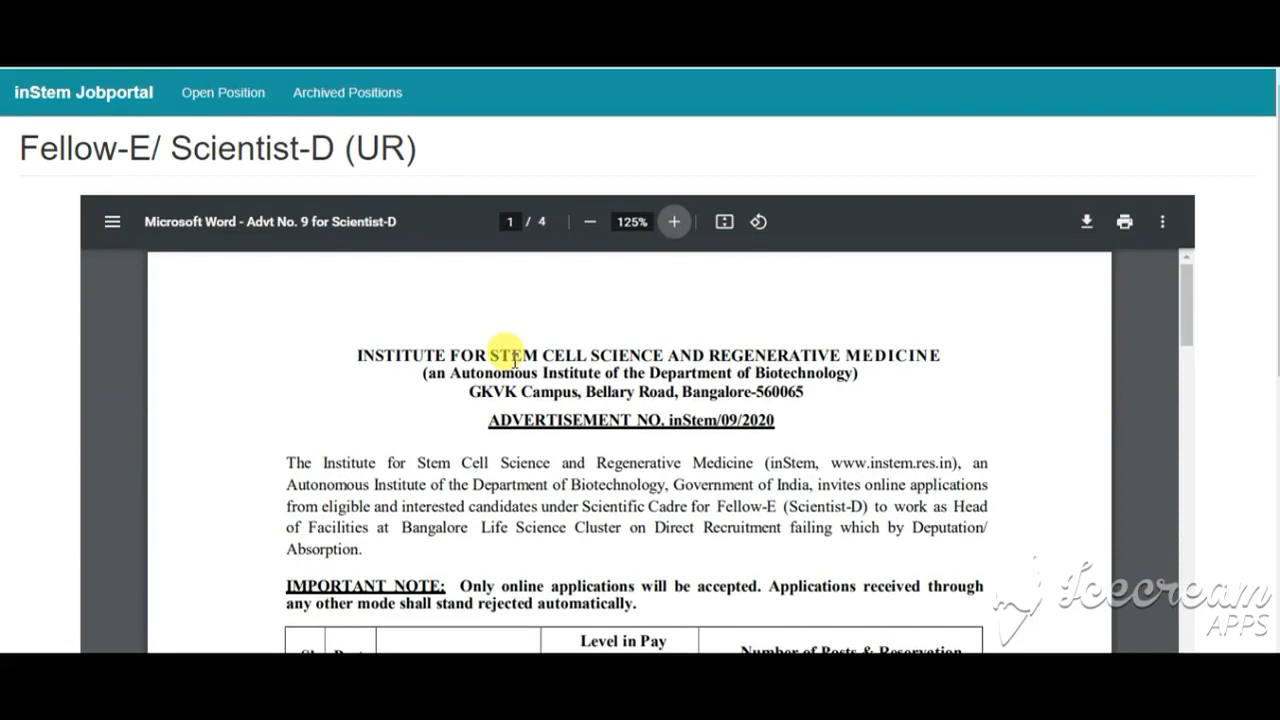 inStem Jobportal Open Position Archived Positions
Fellow-E/ Scientist-D (UR)
Microsoft Word - Advt No. 9 for Scientist-D 1 / 4 125%
INSTITUTE FOR STEM CELL SCIENCE AND REGENERATIVE MEDICINE
(an Autonomous Institute of the Department of Biotechnology)
GKVK Campus, Bellary Road, Bangalore-560065
ADVERTISEMENT NO. inStem/09/2020
The Institute for Stem Cell Science and Regenerative Medicine (inStem, www.instem.res.in), an
Autonomous Institute of the Department of Biotechnology, Government of India, invites online applications
from eligible and interested candidates under Scientific Cadre for Fellow-E (Scientist-D) to work as Head
of Facilities at Bangalore Life Science Cluster on Direct Recruitment failing which by Deputation/
Absorption.
IMPORTANT NOTE: Only online applications will be accepted. Applications received through
any other mode shall stand rejected automatically.
Level in Pay
Number of Posts & Reservation
Icecream
APPS